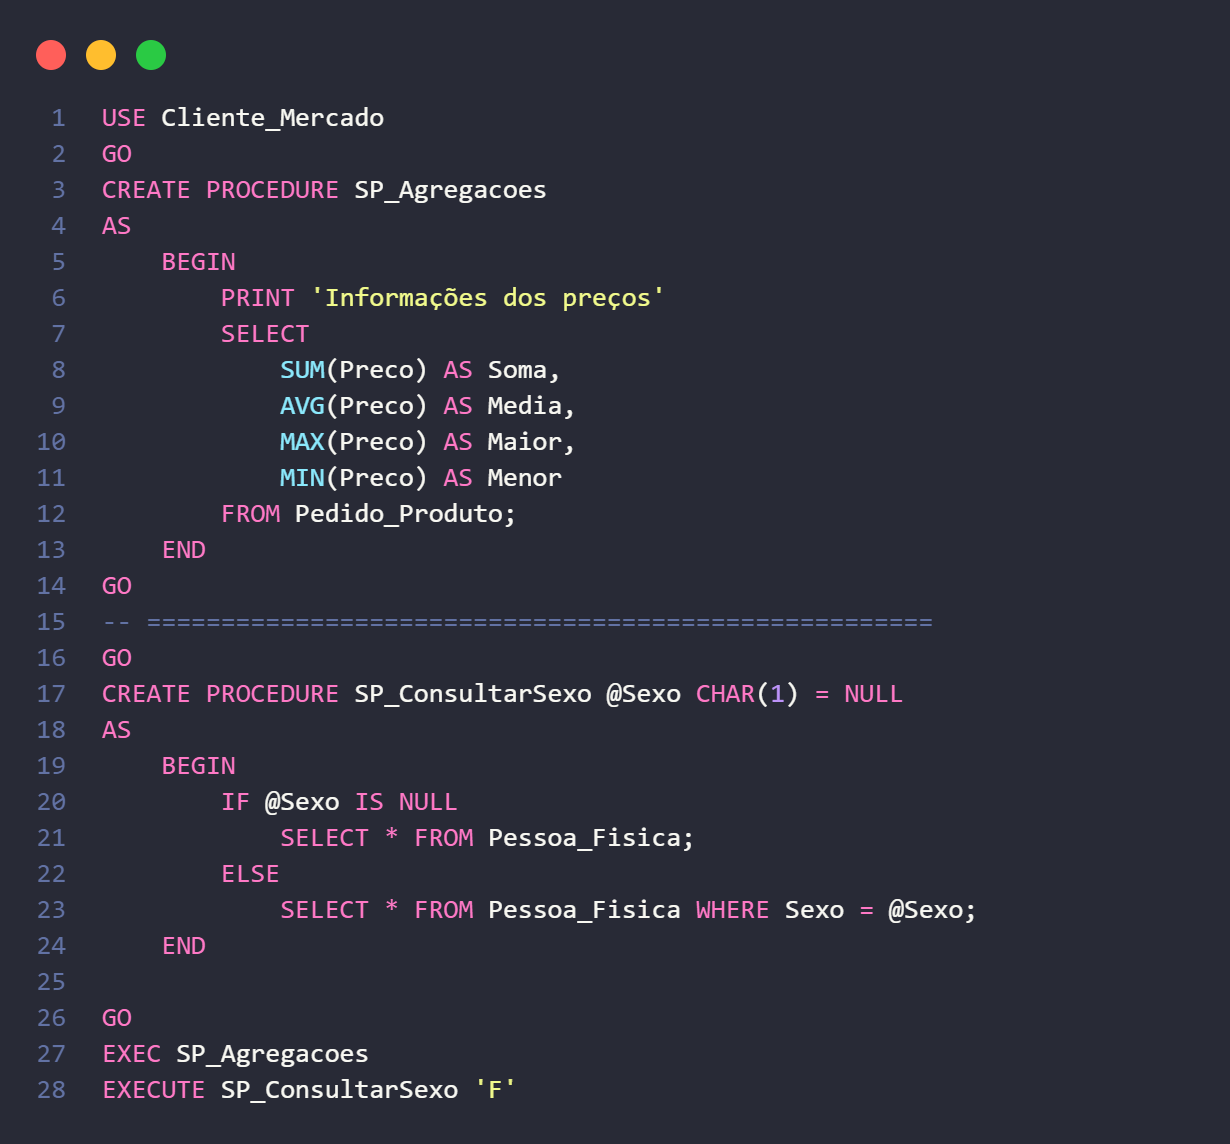 1 USE Cliente_Mercado
2 GO
3 CREATE PROCEDURE SP_Agregacoes
4 AS
5     BEGIN
6         PRINT 'Informações dos preços'
7         SELECT
8             SUM(Preco) AS Soma,
9             AVG(Preco) AS Media,
10             MAX(Preco) AS Maior,
11             MIN(Preco) AS Menor
12         FROM Pedido_Produto;
13     END
14 GO
15 -- =====================================================
16 GO
17 CREATE PROCEDURE SP_ConsultarSexo @Sexo CHAR(1) = NULL
18 AS
19     BEGIN
20         IF @Sexo IS NULL
21             SELECT * FROM Pessoa_Fisica;
22         ELSE
23             SELECT * FROM Pessoa_Fisica WHERE Sexo = @Sexo;
24     END
25
26 GO
27 EXEC SP_Agregacoes
28 EXECUTE SP_ConsultarSexo 'F'